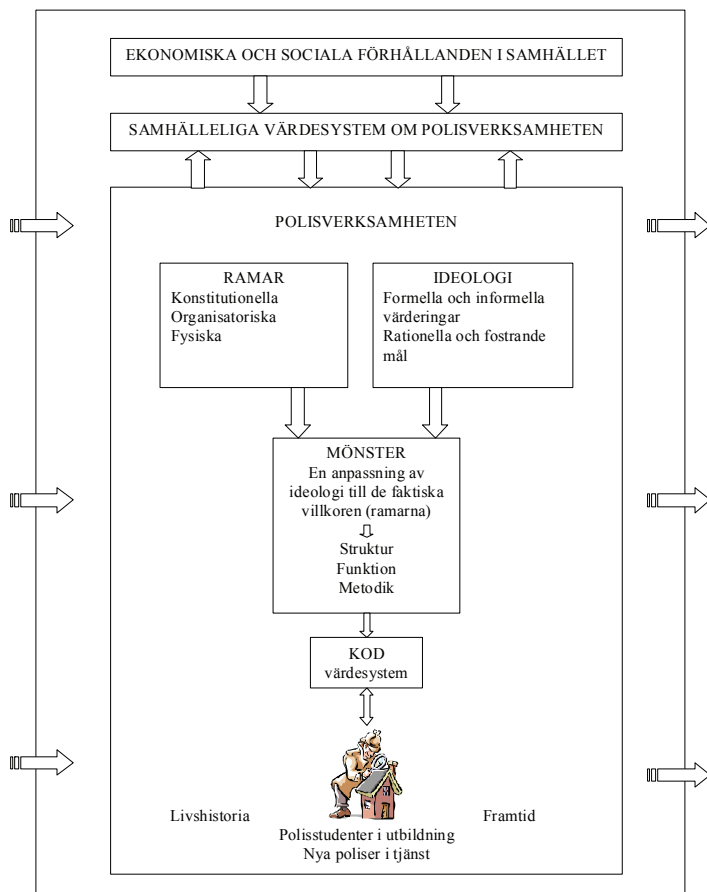 EKONOMISKA OCH SOCIALA FÖRHÅLLANDEN I SAMHÄLLET
SAMHÄLLELIGA VÄRDESYSTEM OM POLISVERKSAMHETEN
POLISVERKSAMHETEN
RAMAR
Konstitutionella
Organisatoriska
Fysiska
IDEOLOGI
Formella och informella
värderingar
Rationella och fostrande
mål
MÖNSTER
En anpassning av
ideologi till de faktiska
villkoren (ramarna)
Struktur
Funktion
Metodik
KOD
värdesystem
Livshistoria
Framtid
Polisstudenter i utbildning
Nya poliser i tjänst